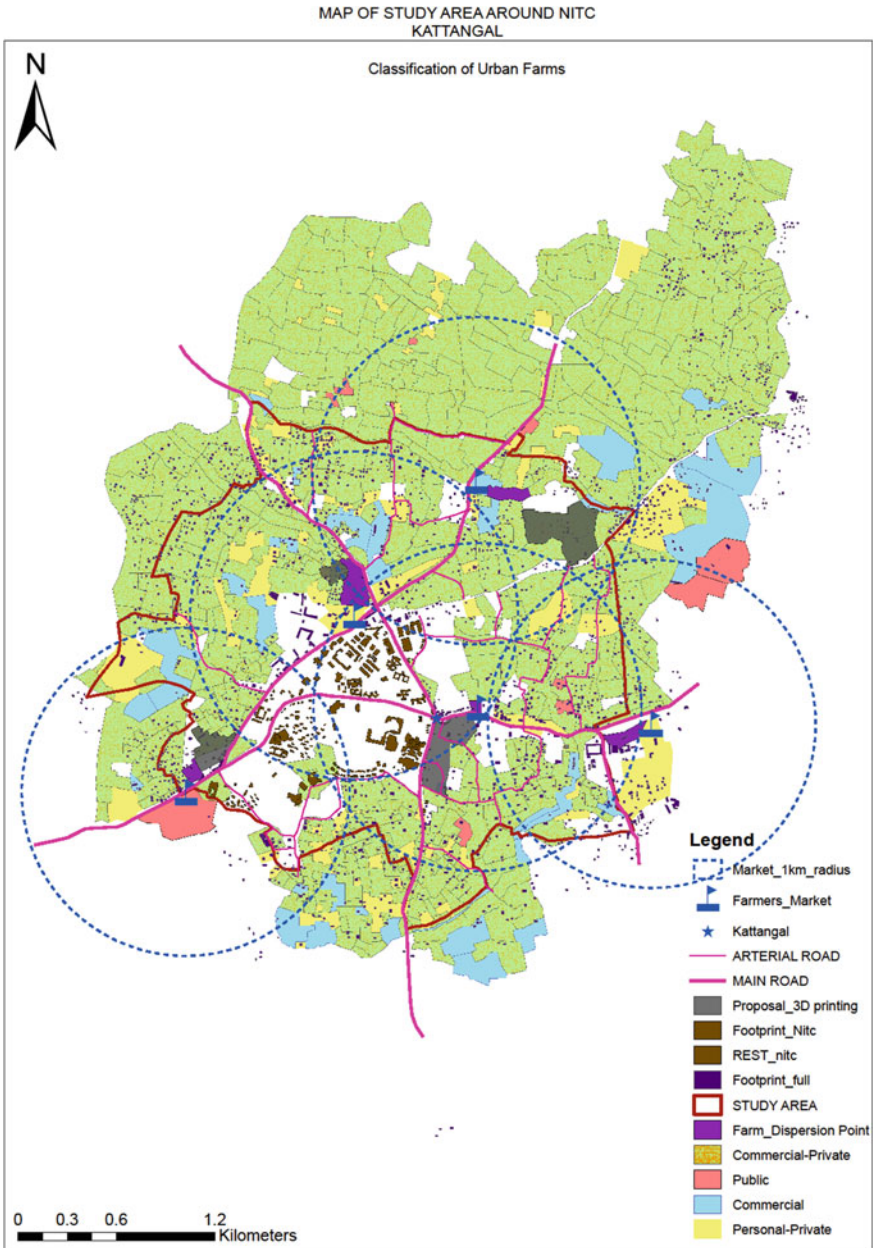 MAP OF STUDY AREA AROUND NITC
KATTANGAL
N
Classification of Urban Farms
Legend
Market_1km_radius
Farmers_Market
Kattangal
ARTERIAL ROAD
MAIN ROAD
Proposal_3D printing
Footprint_Nitc
REST_nitc
Footprint_full
STUDY AREA
Farm_Dispersion Point
Commercial-Private
Public
Commercial
Personal-Private
0 0.3 0.6 1.2
Kilometers